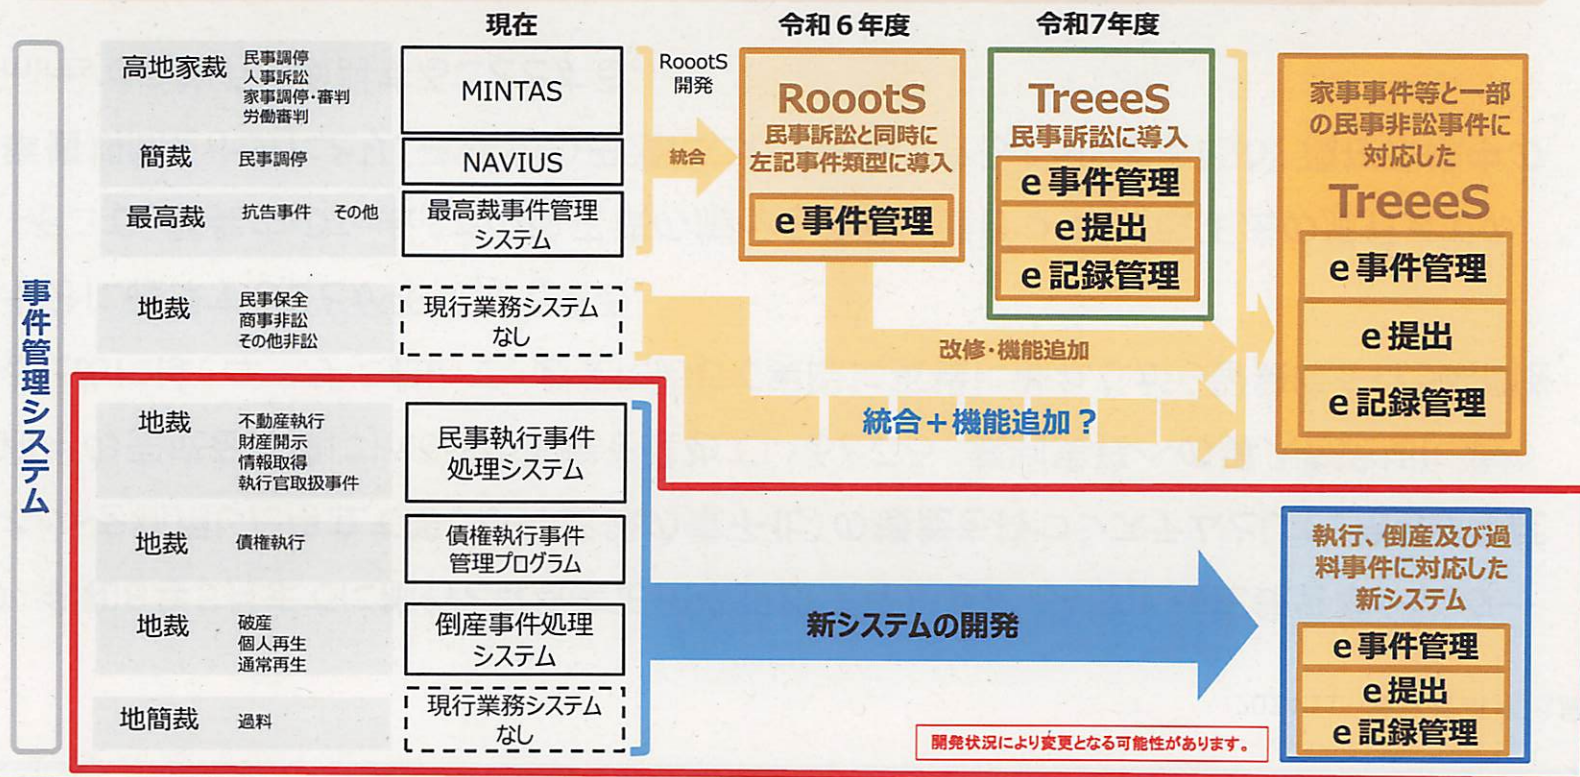 現在
令和６年度
令和7年度
事件管理システム
高地家裁
民事調停
人事訴訟
家事調停・審判
労働審判
MINTAS
簡裁
民事調停
NAVIUS
最高裁
抗告事件　その他
最高裁事件管理
システム
地裁
民事保全
商事非訟
その他非訟
現行業務システム
なし
RoootS
開発
統合
RoootS
民事訴訟と同時に
左記事件類型に導入
e 事件管理
TreeeS
民事訴訟に導入
e 事件管理
e 提出
e 記録管理
改修・機能追加
統合＋機能追加？
家事事件等と一部
の民事非訟事件に
対応した
TreeeS
e 事件管理
e 提出
e 記録管理
地裁
不動産執行
財産開示
情報取得
執行官取扱事件
民事執行事件
処理システム
地裁
債権執行
債権執行事件
管理プログラム
地裁
破産
個人再生
通常再生
倒産事件処理
システム
地簡裁
過料
現行業務システム
なし
新システムの開発
執行、倒産及び過
料事件に対応した
新システム
e 事件管理
e 提出
e 記録管理
開発状況により変更となる可能性があります。